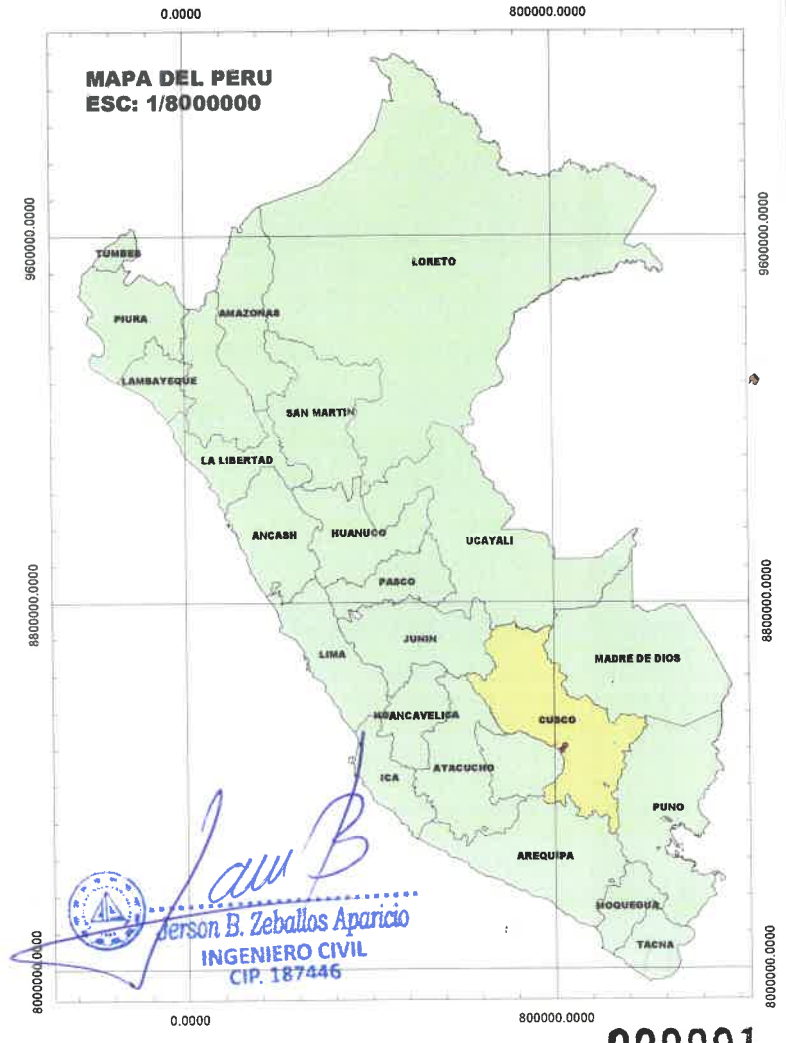 0.0000
800000.0000
MAPA DEL PERU
ESC: 1/8000000
9600000.0000
9600000.0000
TUMBES
LORETO
PIURA
AMAZONAS
LAMBAYEQUE
SAN MARTIN
LA LIBERTAD
ANCASH
HUANUCO
UCAYALI
PASCO
8800000.0000
8800000.0000
JUNIN
LIMA
MADRE DE DIOS
HUANCAVELICA
CUSCO
ICA
AYACUCHO
PUNO
AREQUIPA
MOQUEGUA
TACNA
Jerson B. Zeballos Aparicio
INGENIERO CIVIL
CIP. 187446
8000000.0000
8000000.0000
0.0000
800000.0000